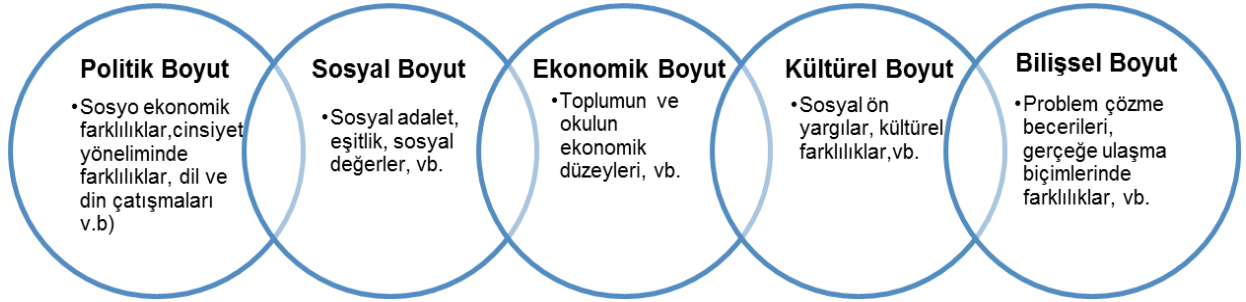 Politik Boyut
•Sosyo ekonomik
farklılıklar,cinsiyet
yöneliminde
farklılıklar, dil ve
din çatışmaları
v.b)
Sosyal Boyut
•Sosyal adalet,
eşitlik, sosyal
değerler, vb.
Ekonomik Boyut
•Toplumun ve
okulun
ekonomik
düzeyleri, vb.
Kültürel Boyut
•Sosyal ön
yargılar, kültürel
farklılıklar,vb.
Bilişsel Boyut
•Problem çözme
becerileri,
gerçeğe ulaşma
biçimlerinde
farklılıklar, vb.